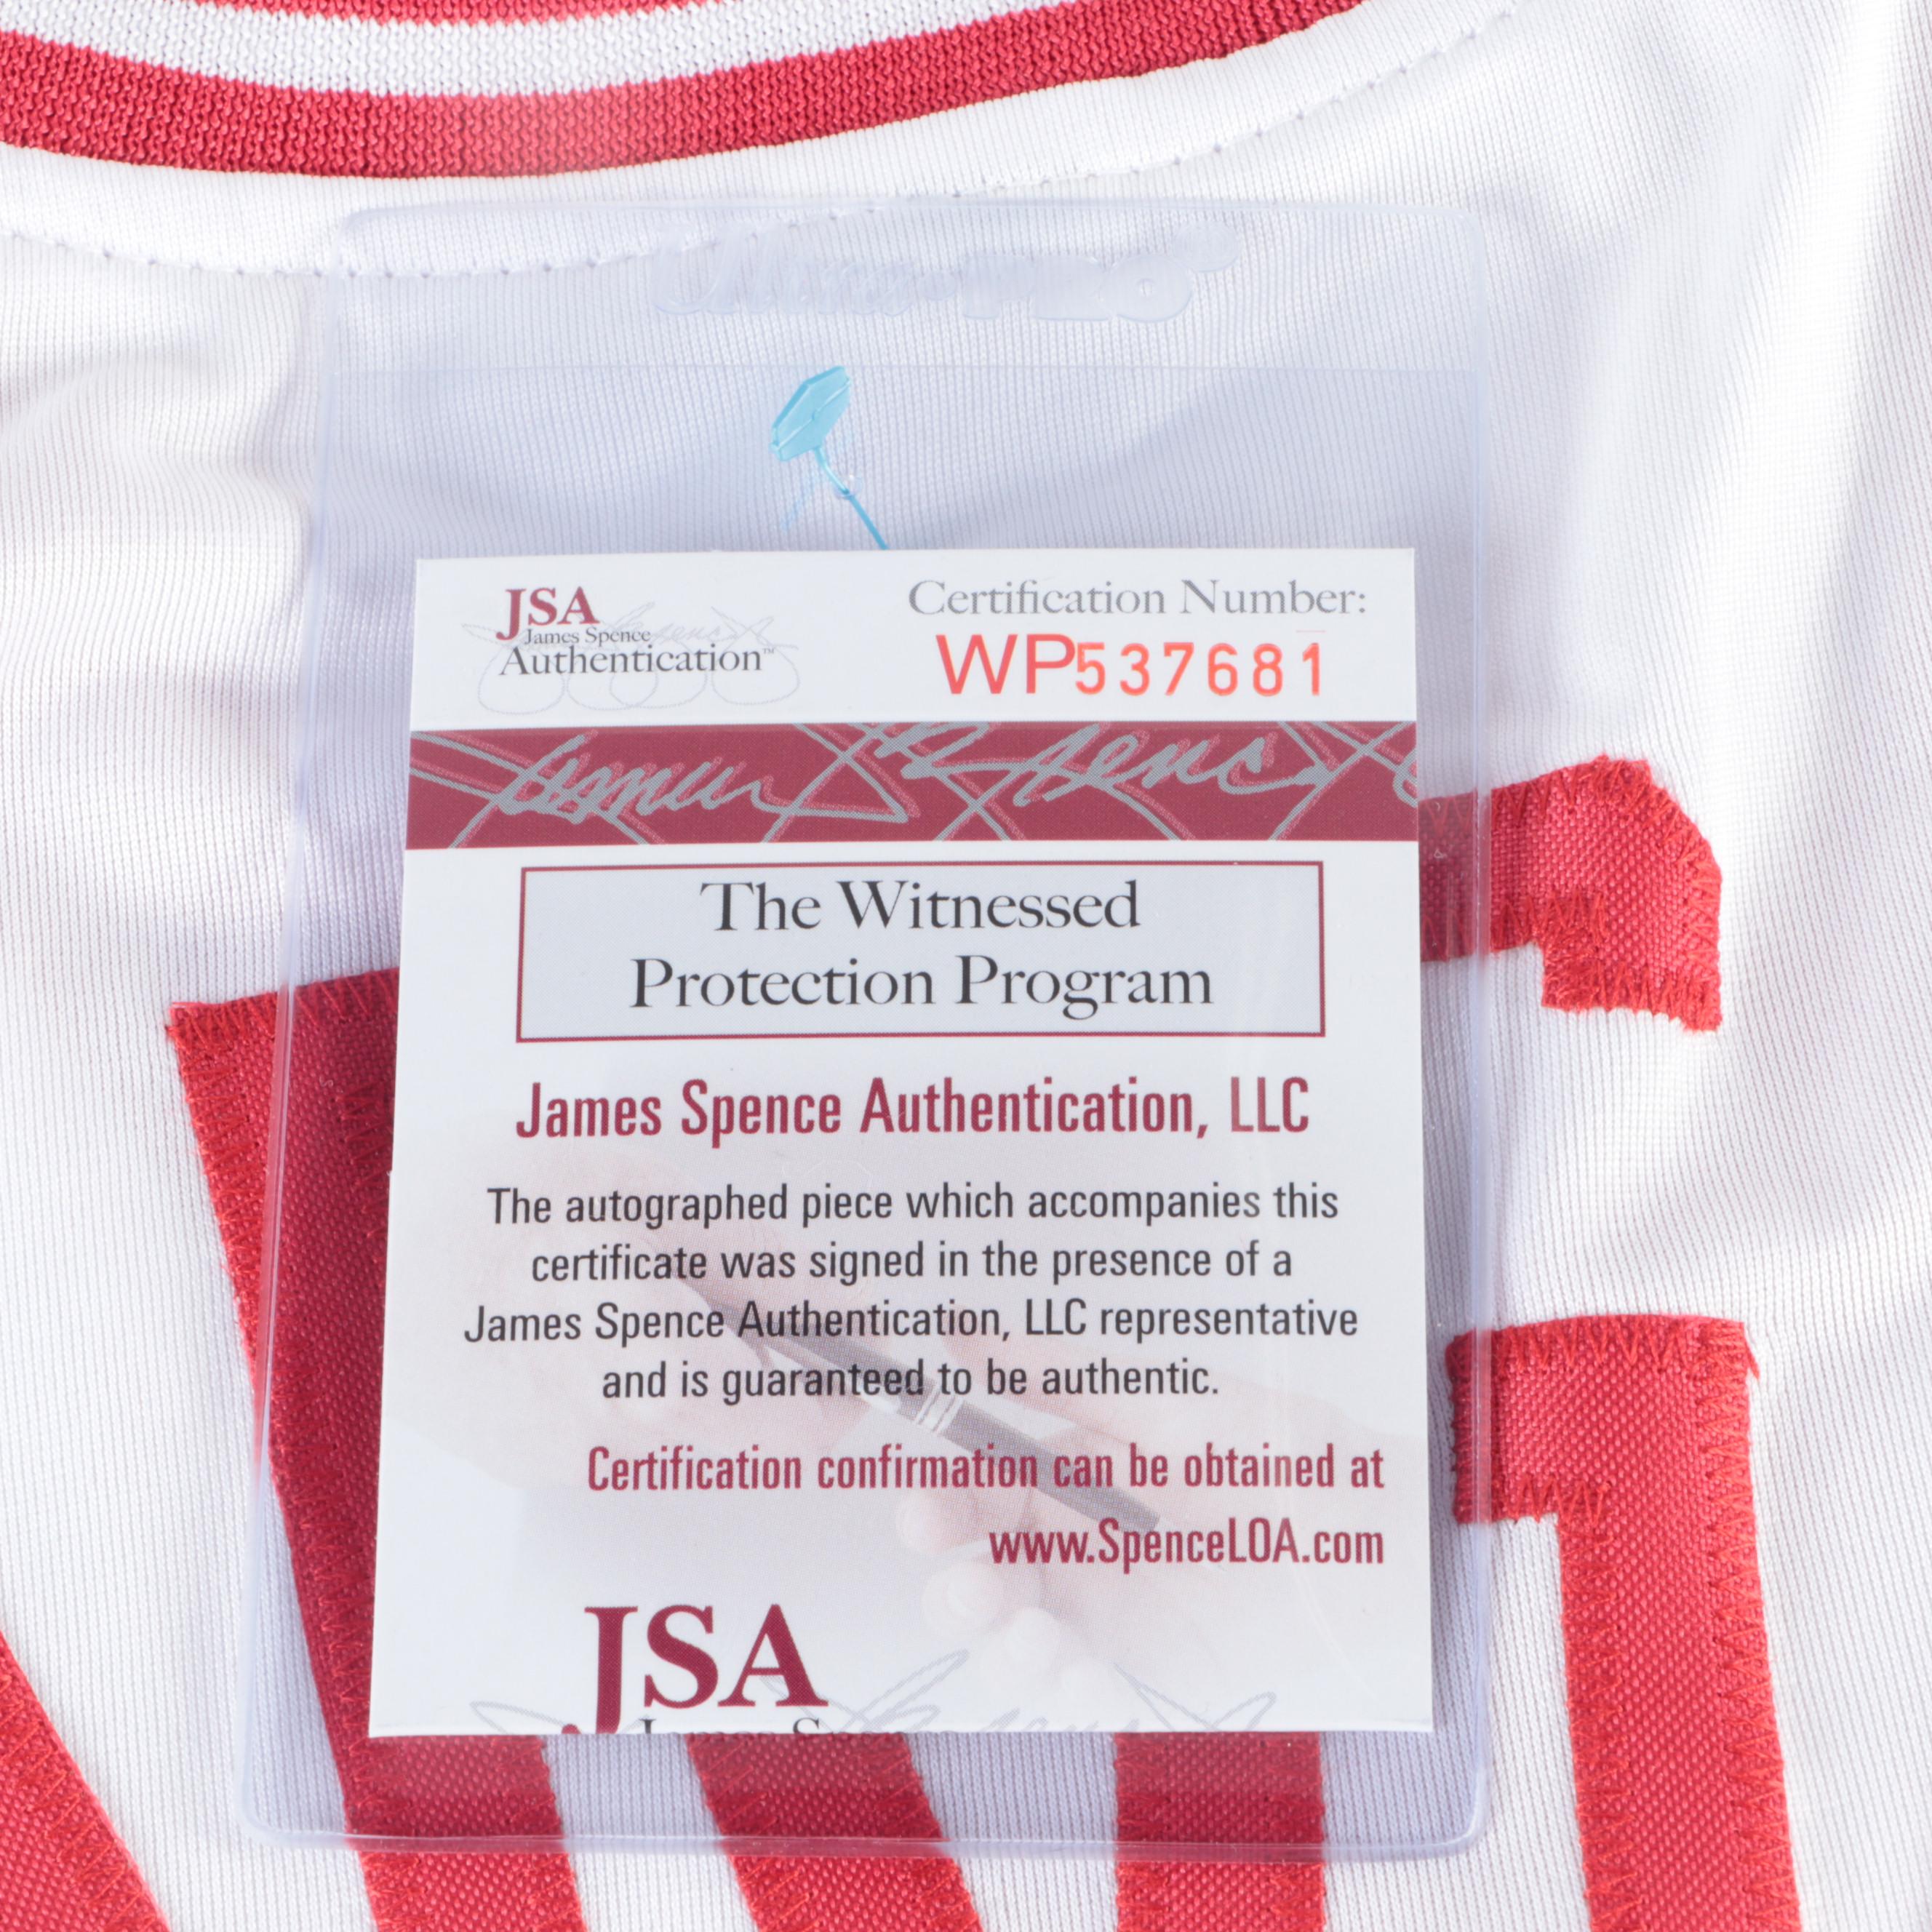 JSA
James Spence
Authentication™
Certification Number:
WP537681
The Witnessed
Protection Program
James Spence Authentication, LLC
The autographed piece which accompanies this
certificate was signed in the presence of a
James Spence Authentication, LLC representative
and is guaranteed to be authentic.
Certification confirmation can be obtained at
www.SpenceLOA.com
JSA